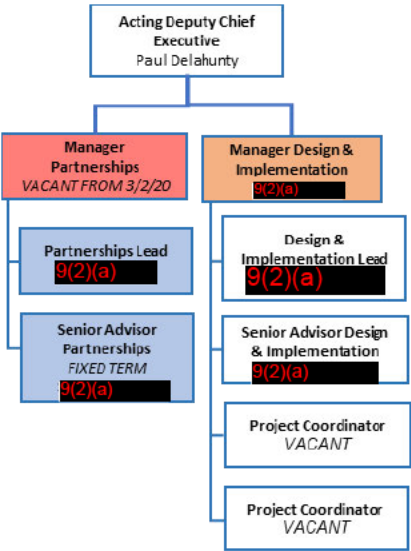 Acting Deputy Chief
Executive
Paul Delahunty
Manager
Partnerships
VACANT FROM 3/2/20
Manager Design &
Implementation
9(2)(a)
Partnerships Lead
9(2)(a)
Senior Advisor
Partnerships
FIXED TERM
9(2)(a)
Design &
Implementation Lead
9(2)(a)
Senior Advisor Design
& Implementation
9(2)(a)
Project Coordinator
VACANT
Project Coordinator
VACANT